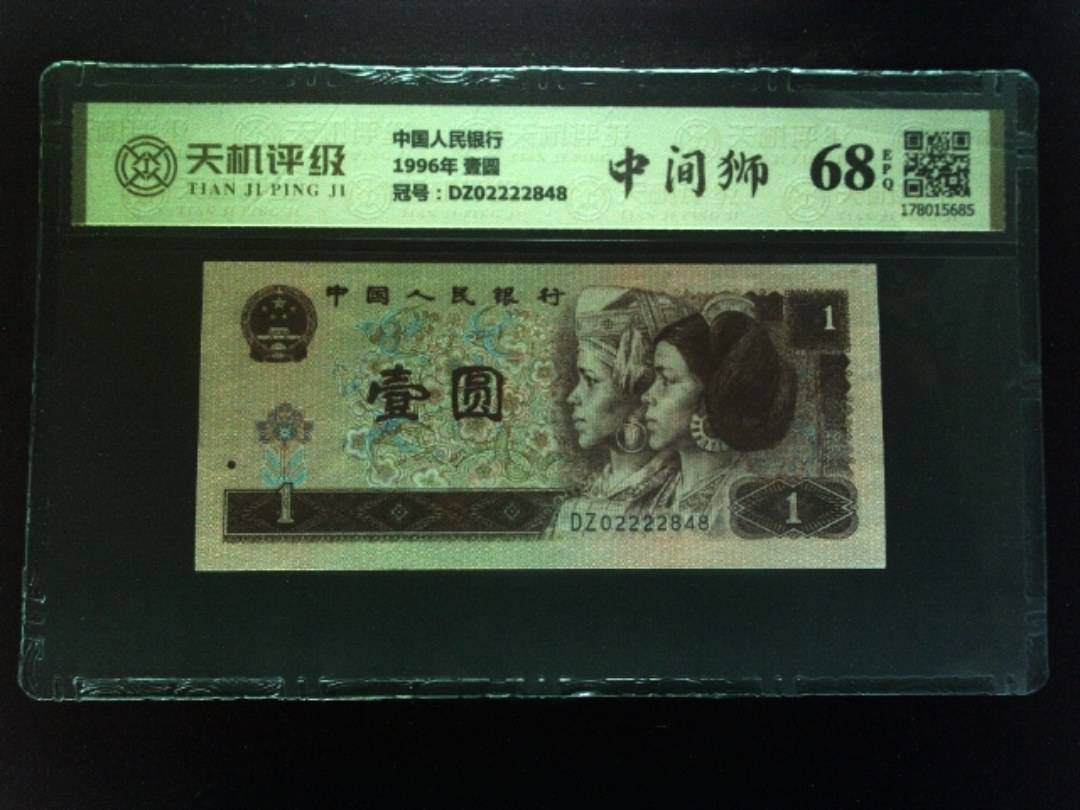 天机评级
TIAN JI PING JI
中国人民银行
1996年 壹圆
冠号：DZ02222848
中间狮
68
EPQ
178015685
中国人民银行
1
壹圆
1
DZ02222848
1